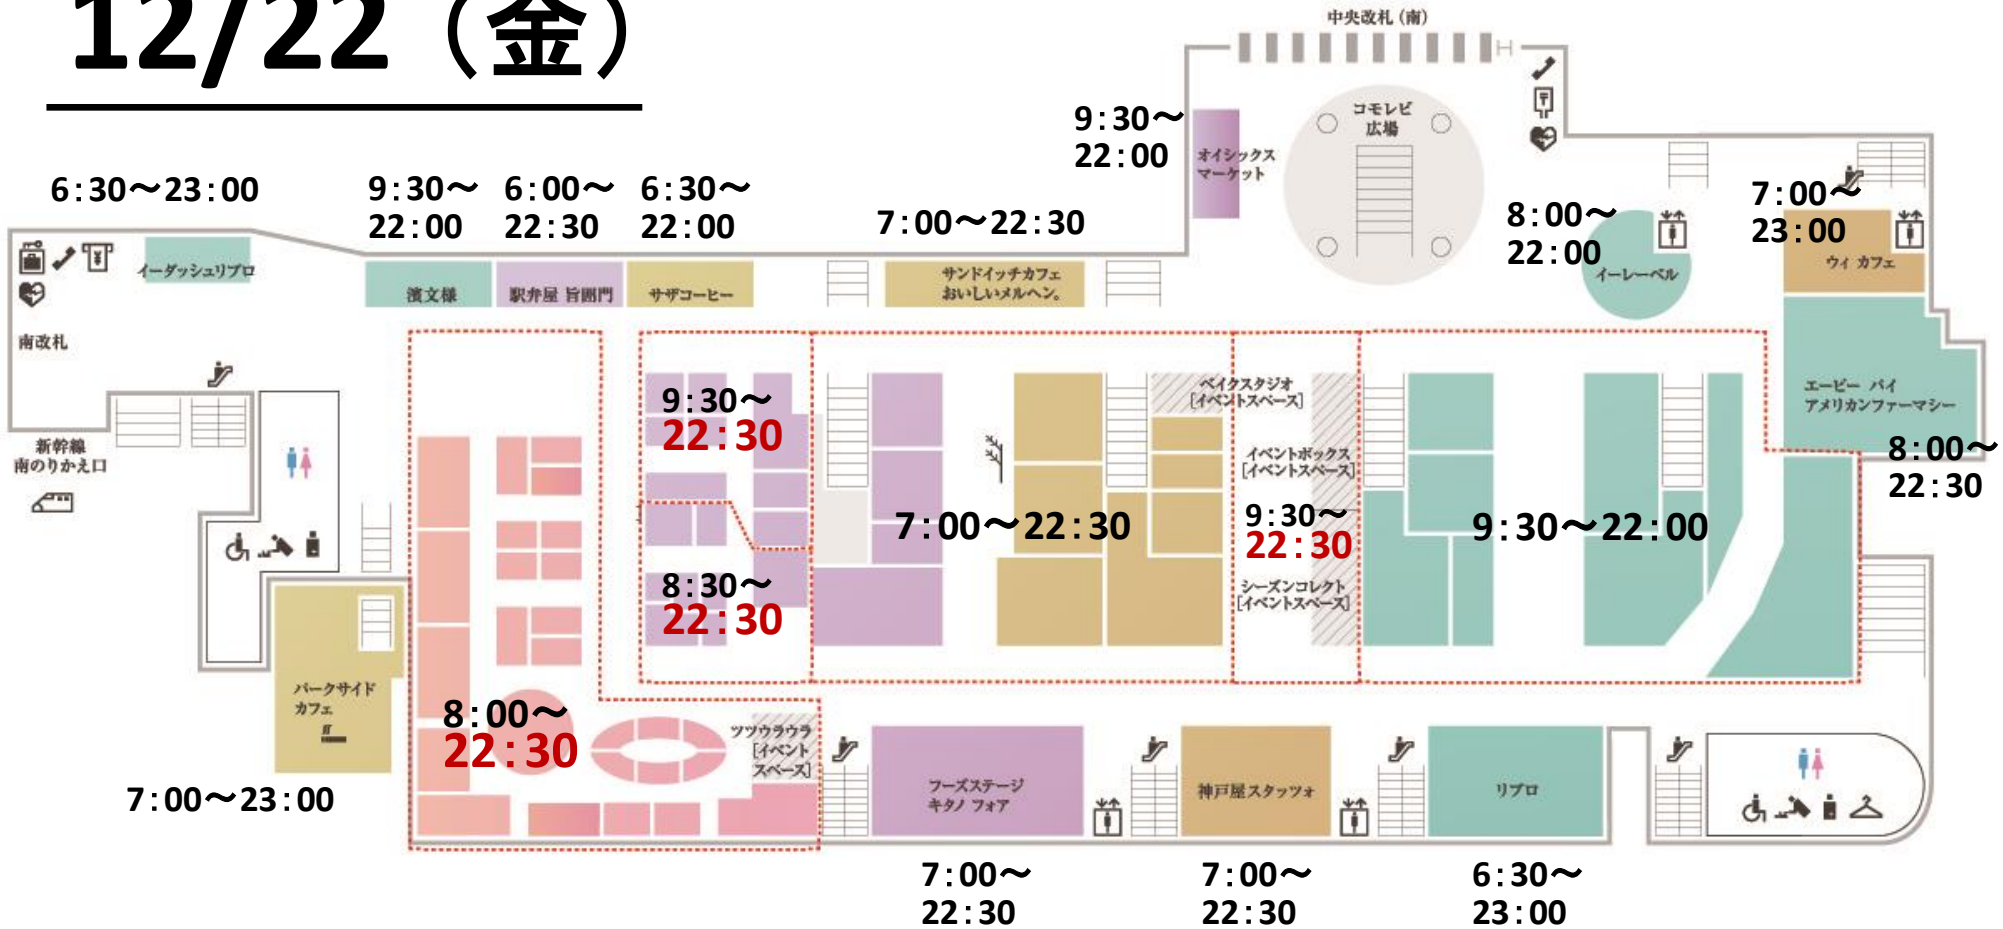 12/22（金）
中央改札（南）
コモレビ
広場
9:30～
22:00
オイシックス
マーケット
6:30～23:00
9:30～
22:00
6:00～
22:30
6:30～
22:00
7:00～22:30
8:00～
22:00
7:00～
23:00
イーダッシュリブロ
濱文様
駅弁屋 旨囲門
サザコーヒー
サンドイッチカフェ
おいしいメルヘン。
イーレーベル
ウィ カフェ
南改札
新幹線
南のりかえ口
9:30～
22:30
8:30～
22:30
7:00～22:30
ベイクスタジオ
[イベントスペース]
イベントボックス
[イベントスペース]
9:30～
22:30
シーズンコレクト
[イベントスペース]
9:30～22:00
エービー バイ
アメリカンファーマシー
8:00～
22:30
パークサイド
カフェ
7:00～23:00
8:00～
22:30
ツヅウラウラ
[イベント
スペース]
フーズステージ
キタノ フォア
神戸屋スタッツォ
リブロ
7:00～
22:30
7:00～
22:30
6:30～
23:00